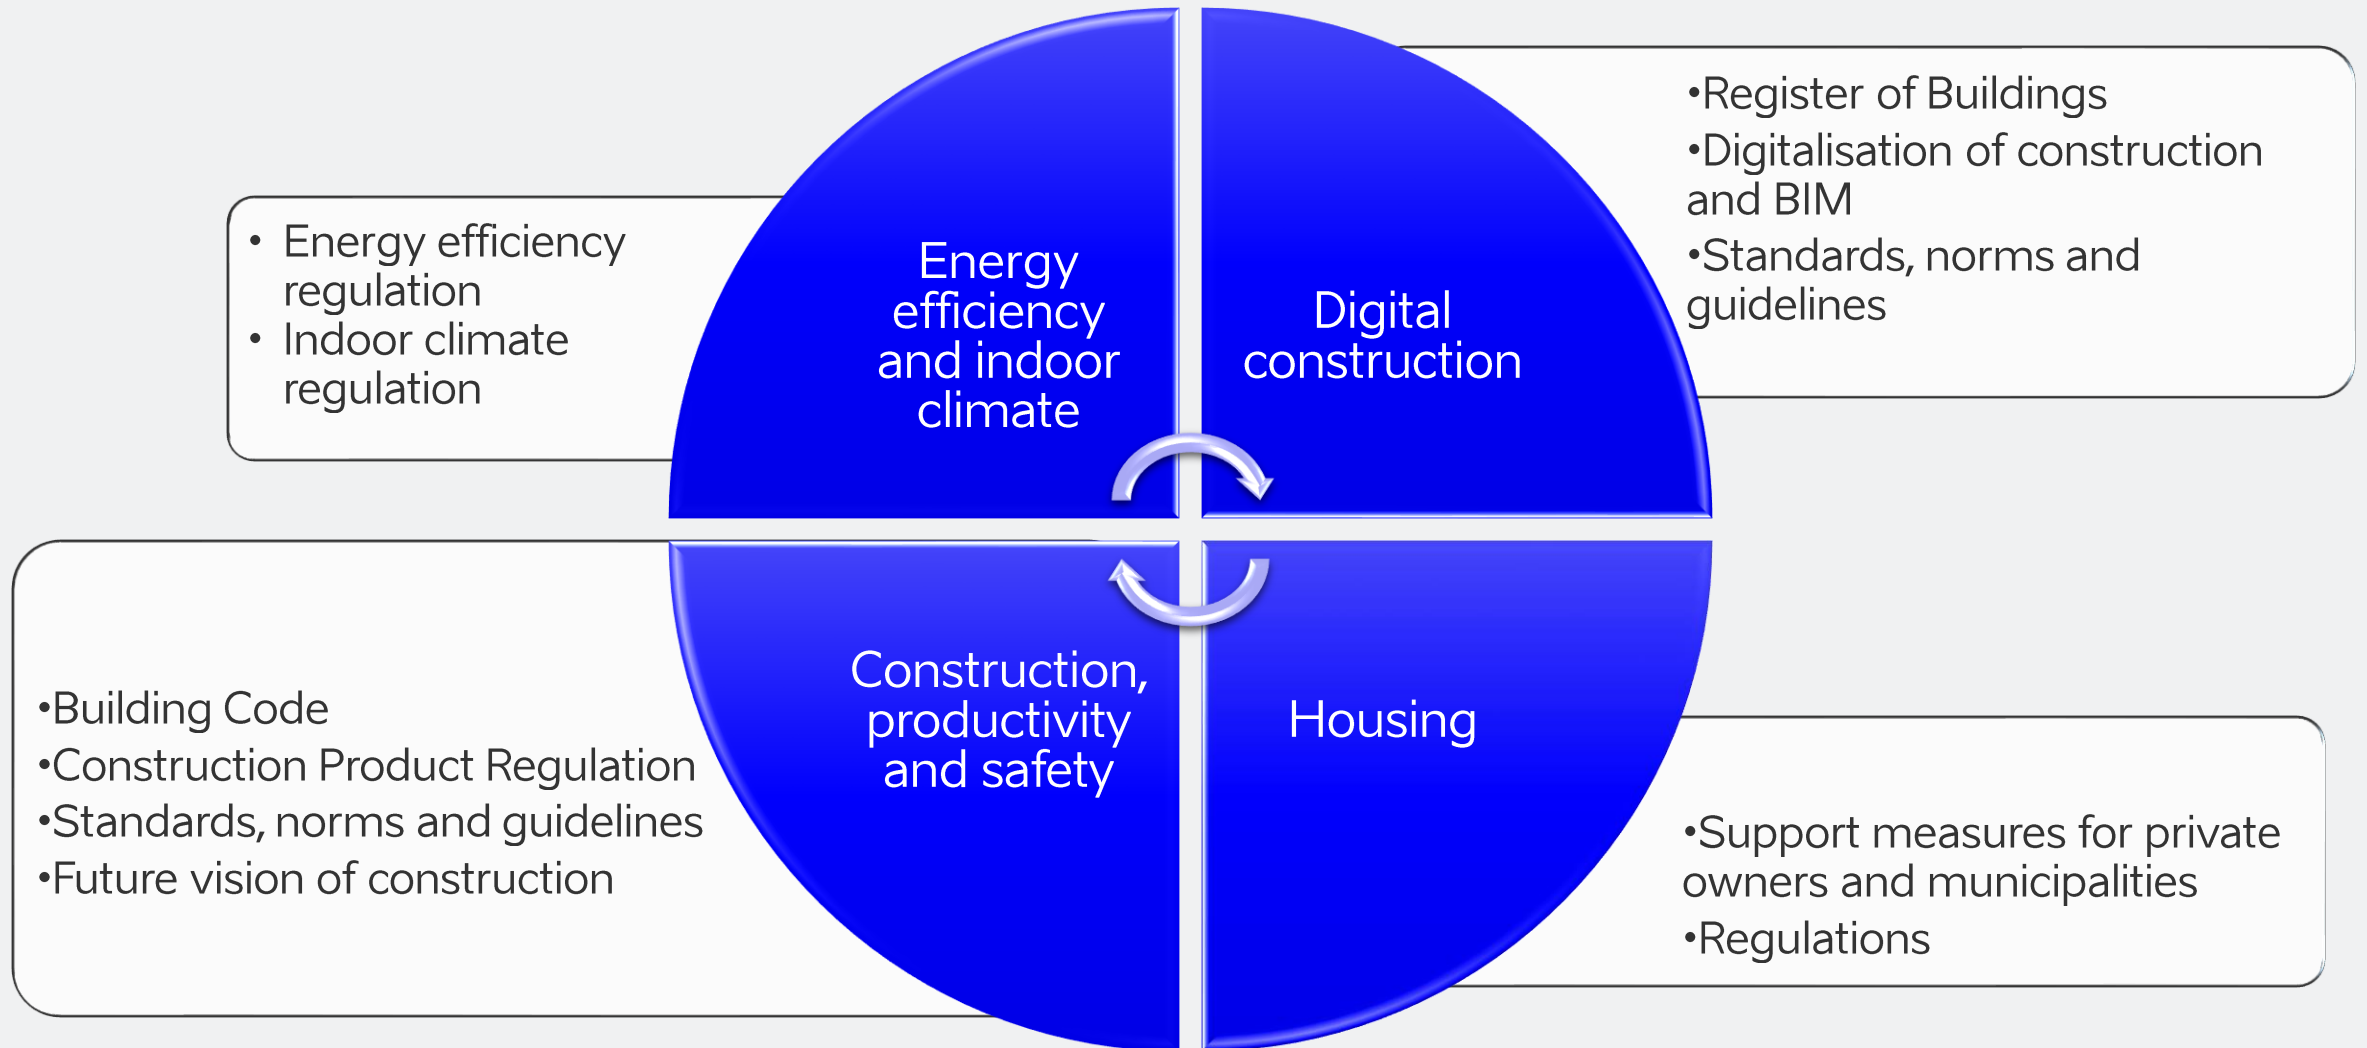 • Energy efficiency
regulation
• Indoor climate
regulation
Energy
efficiency
and indoor
climate
Digital
construction
•Register of Buildings
•Digitalisation of construction
and BIM
•Standards, norms and
guidelines
•Building Code
•Construction Product Regulation
•Standards, norms and guidelines
•Future vision of construction
Construction,
productivity
and safety
Housing
•Support measures for private
owners and municipalities
•Regulations